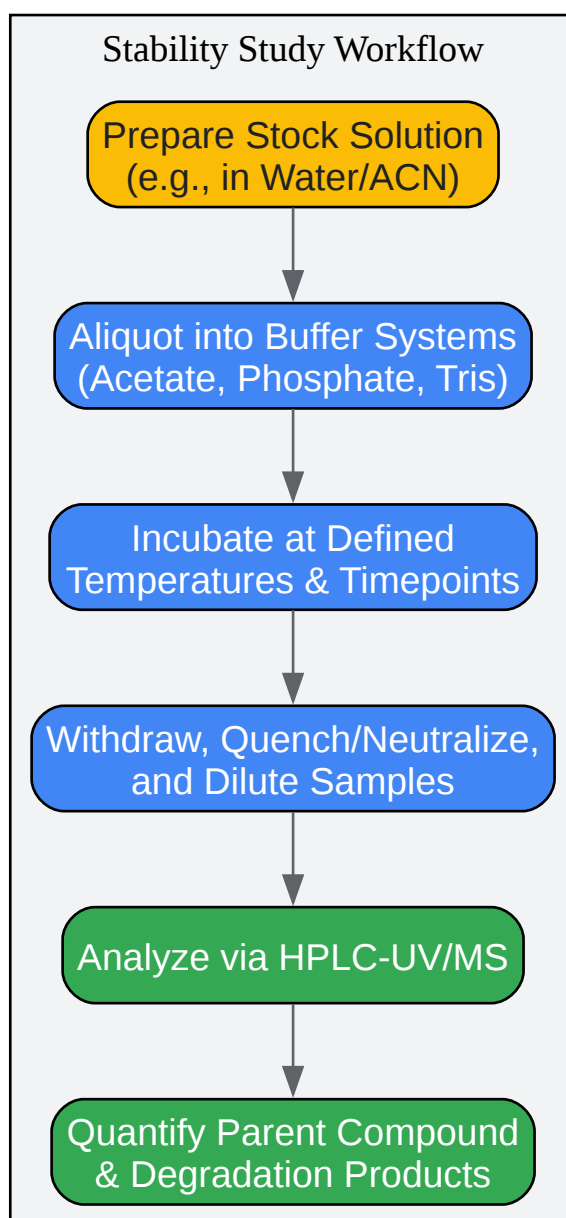 Stability Study Workflow
Prepare Stock Solution
(e.g., in Water/ACN)
Aliquot into Buffer Systems
(Acetate, Phosphate, Tris)
Incubate at Defined
Temperatures & Timepoints
Withdraw, Quench/Neutralize,
and Dilute Samples
Analyze via HPLC-UV/MS
Quantify Parent Compound
& Degradation Products